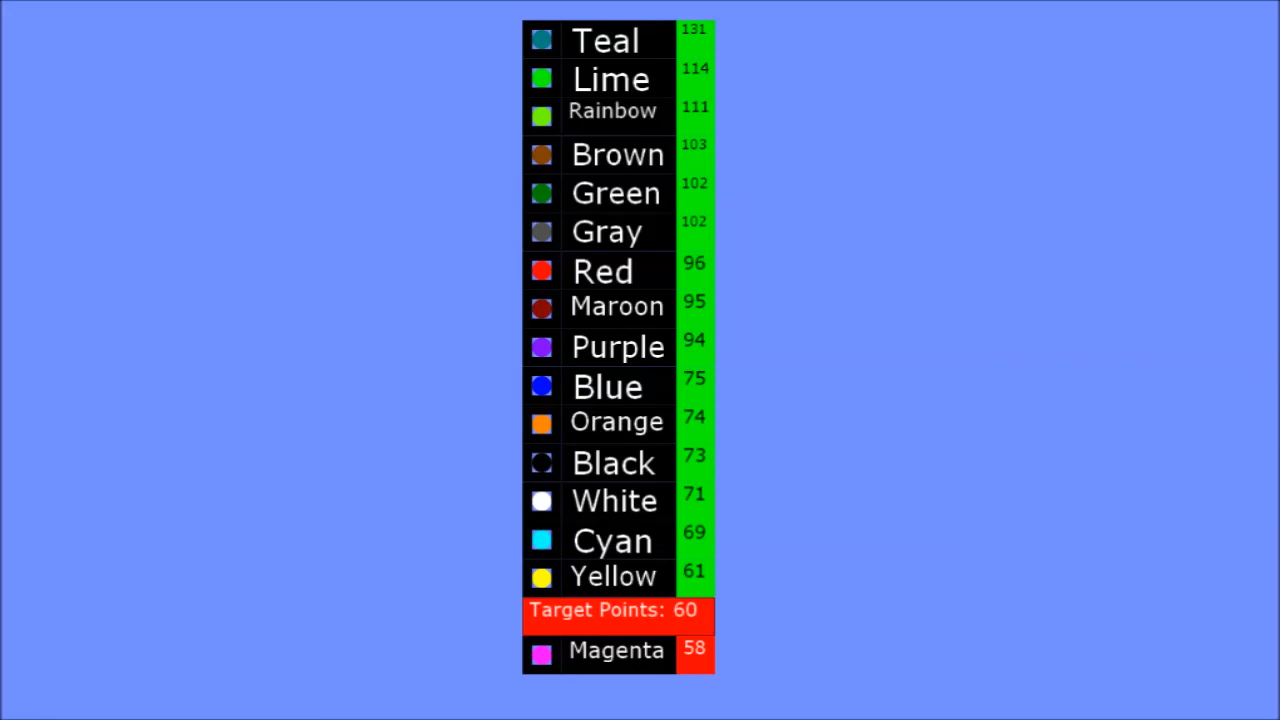 Teal 131
Lime 114
Rainbow 111
Brown 103
Green 102
Gray 102
Red 96
Maroon 95
Purple 94
Blue 75
Orange 74
Black 73
White 71
Cyan 69
Yellow 61
Target Points: 60
Magenta 58